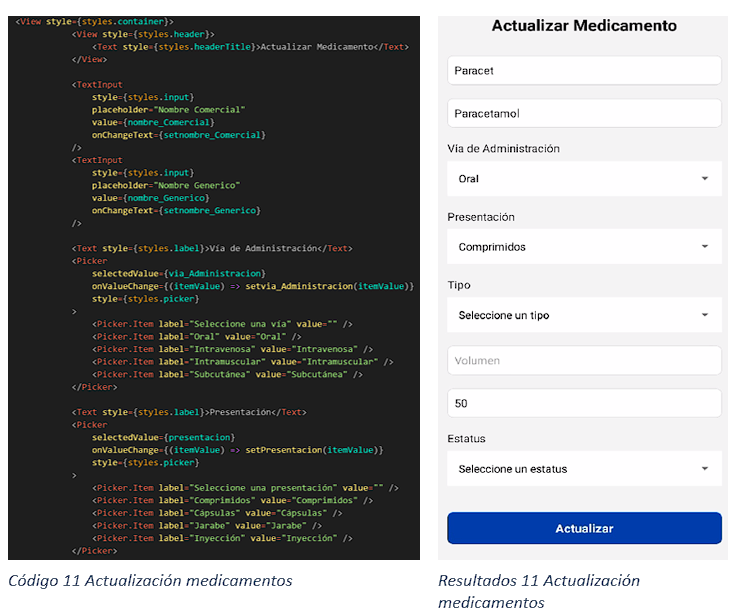 <View style={styles.container}>
<View style={styles.header}>
<Text style={styles.headerTitle}>Actualizar Medicamento</Text>
</View>
<TextInput
style={styles.input}
placeholder="Nombre Comercial"
value={nombre_Comercial}
onChangeText={setnombre_Comercial}
/>
<TextInput
style={styles.input}
placeholder="Nombre Generico"
value={nombre_Generico}
onChangeText={setnombre_Generico}
/>
<Text style={styles.label}>Vía de Administración</Text>
<Picker
selectedValue={via_Administracion}
onValueChange={(itemValue) => setvia_Administracion(itemValue)}
style={styles.picker}
>
<Picker.Item label="Seleccione una vía" value="" />
<Picker.Item label="Oral" value="Oral" />
<Picker.Item label="Intravenosa" value="Intravenosa" />
<Picker.Item label="Intramuscular" value="Intramuscular" />
<Picker.Item label="Subcutánea" value="Subcutánea" />
</Picker>
<Text style={styles.label}>Presentación</Text>
<Picker
selectedValue={presentacion}
onValueChange={(itemValue) => setPresentacion(itemValue)}
style={styles.picker}
>
<Picker.Item label="Seleccione una presentación" value="" />
<Picker.Item label="Comprimidos" value="Comprimidos" />
<Picker.Item label="Cápsulas" value="Cápsulas" />
<Picker.Item label="Jarabe" value="Jarabe" />
<Picker.Item label="Inyección" value="Inyección" />
</Picker>
Código 11 Actualización medicamentos
Actualizar Medicamento
Paracet
Paracetamol
Vía de Administración
Oral
Presentación
Comprimidos
Tipo
Seleccione un tipo
Volumen
50
Estatus
Seleccione un estatus
Actualizar
Resultados 11 Actualización
medicamentos